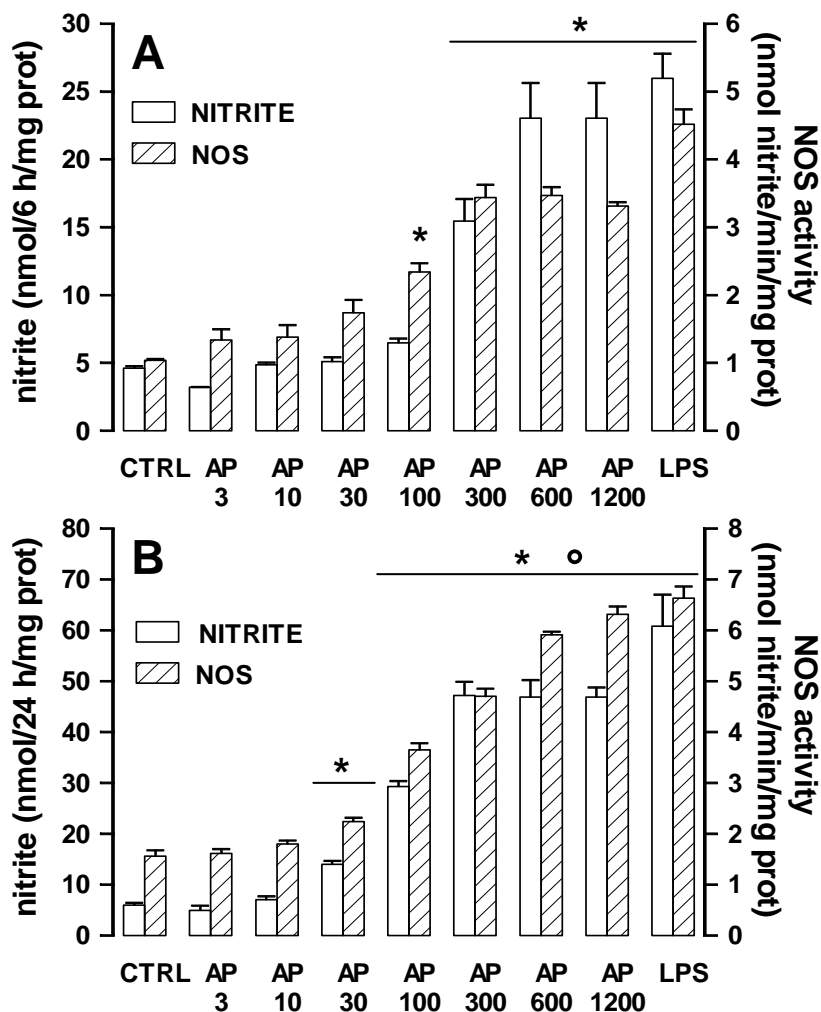 A
NITRITE
NOS
nitrite (nmol/6 h/mg prot)
30
25
20
15
10
5
0
*
*
6
5
4
3
2
1
0
NOS activity
(nmol nitrite/min/mg prot)
CTRL AP AP AP AP AP AP AP LPS
3 10 30 100 300 600 1200
B
NITRITE
NOS
nitrite (nmol/24 h/mg prot)
80
70
60
50
40
30
20
10
0
* °
*
8
7
6
5
4
3
2
1
0
NOS activity
(nmol nitrite/min/mg prot)
CTRL AP AP AP AP AP AP AP LPS
3 10 30 100 300 600 1200